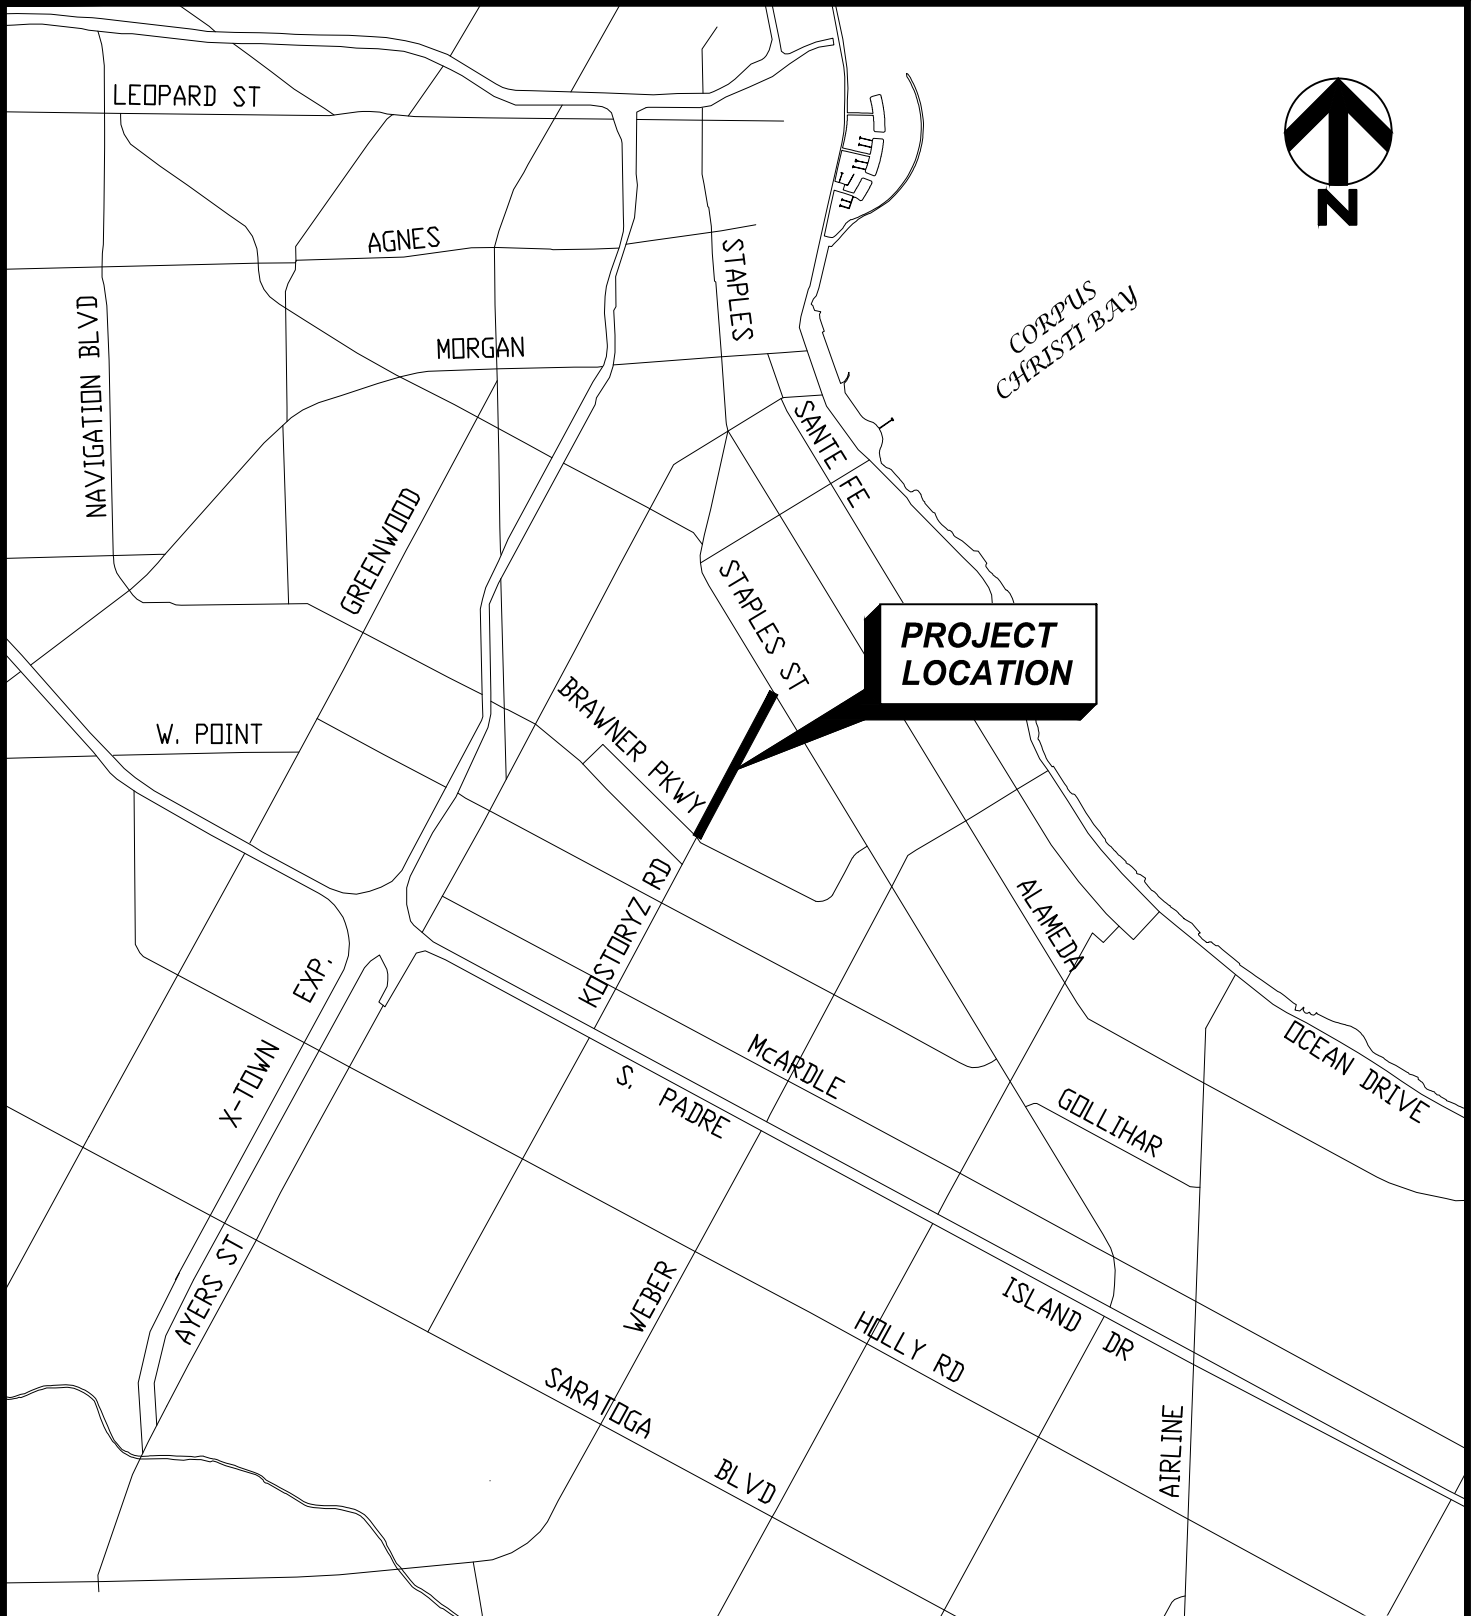 LEOPARD ST
N
AGNES
STAPLES
CORPUS
CHRISTI BAY
NAVIGATION BLVD
MORGAN
SANTE FE
GREENWOOD
STAPLES ST
PROJECT
LOCATION
BRAWNER PKWY
W. POINT
KOSTORYZ RD
ALAMEDA
X-TOWN EXP.
OCEAN DRIVE
McARDLE
S. PADRE
GOLLIHAR
AYERS ST
WEBER
ISLAND DR
HOLLY RD
SARATOGA
BLVD
AIRLINE